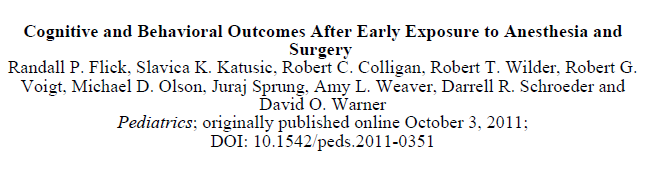 Cognitive and Behavioral Outcomes After Early Exposure to Anesthesia and
Surgery
Randall P. Flick, Slavica K. Katusic, Robert C. Colligan, Robert T. Wilder, Robert G.
Voigt, Michael D. Olson, Juraj Sprung, Amy L. Weaver, Darrell R. Schroeder and
David O. Warner
Pediatrics; originally published online October 3, 2011;
DOI: 10.1542/peds.2011-0351